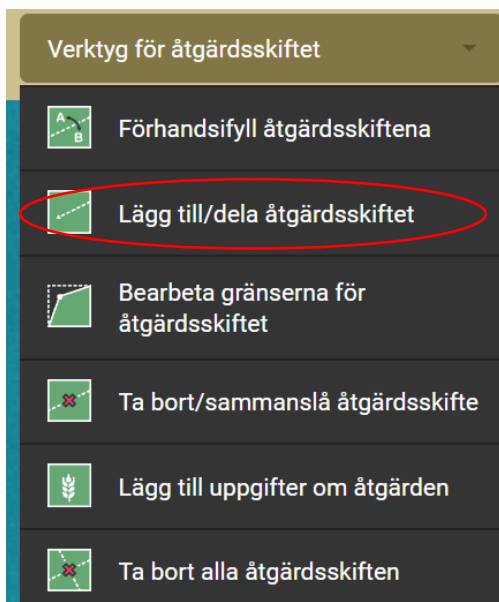 Verktyg för åtgärdsskiftet
A
B
Förhandsifyll åtgärdsskiftena
Lägg till/dela åtgärdsskiftet
Bearbeta gränserna för
åtgärdsskiftet
Ta bort/sammanslå åtgärdsskifte
Lägg till uppgifter om åtgärden
Ta bort alla åtgärdsskiften